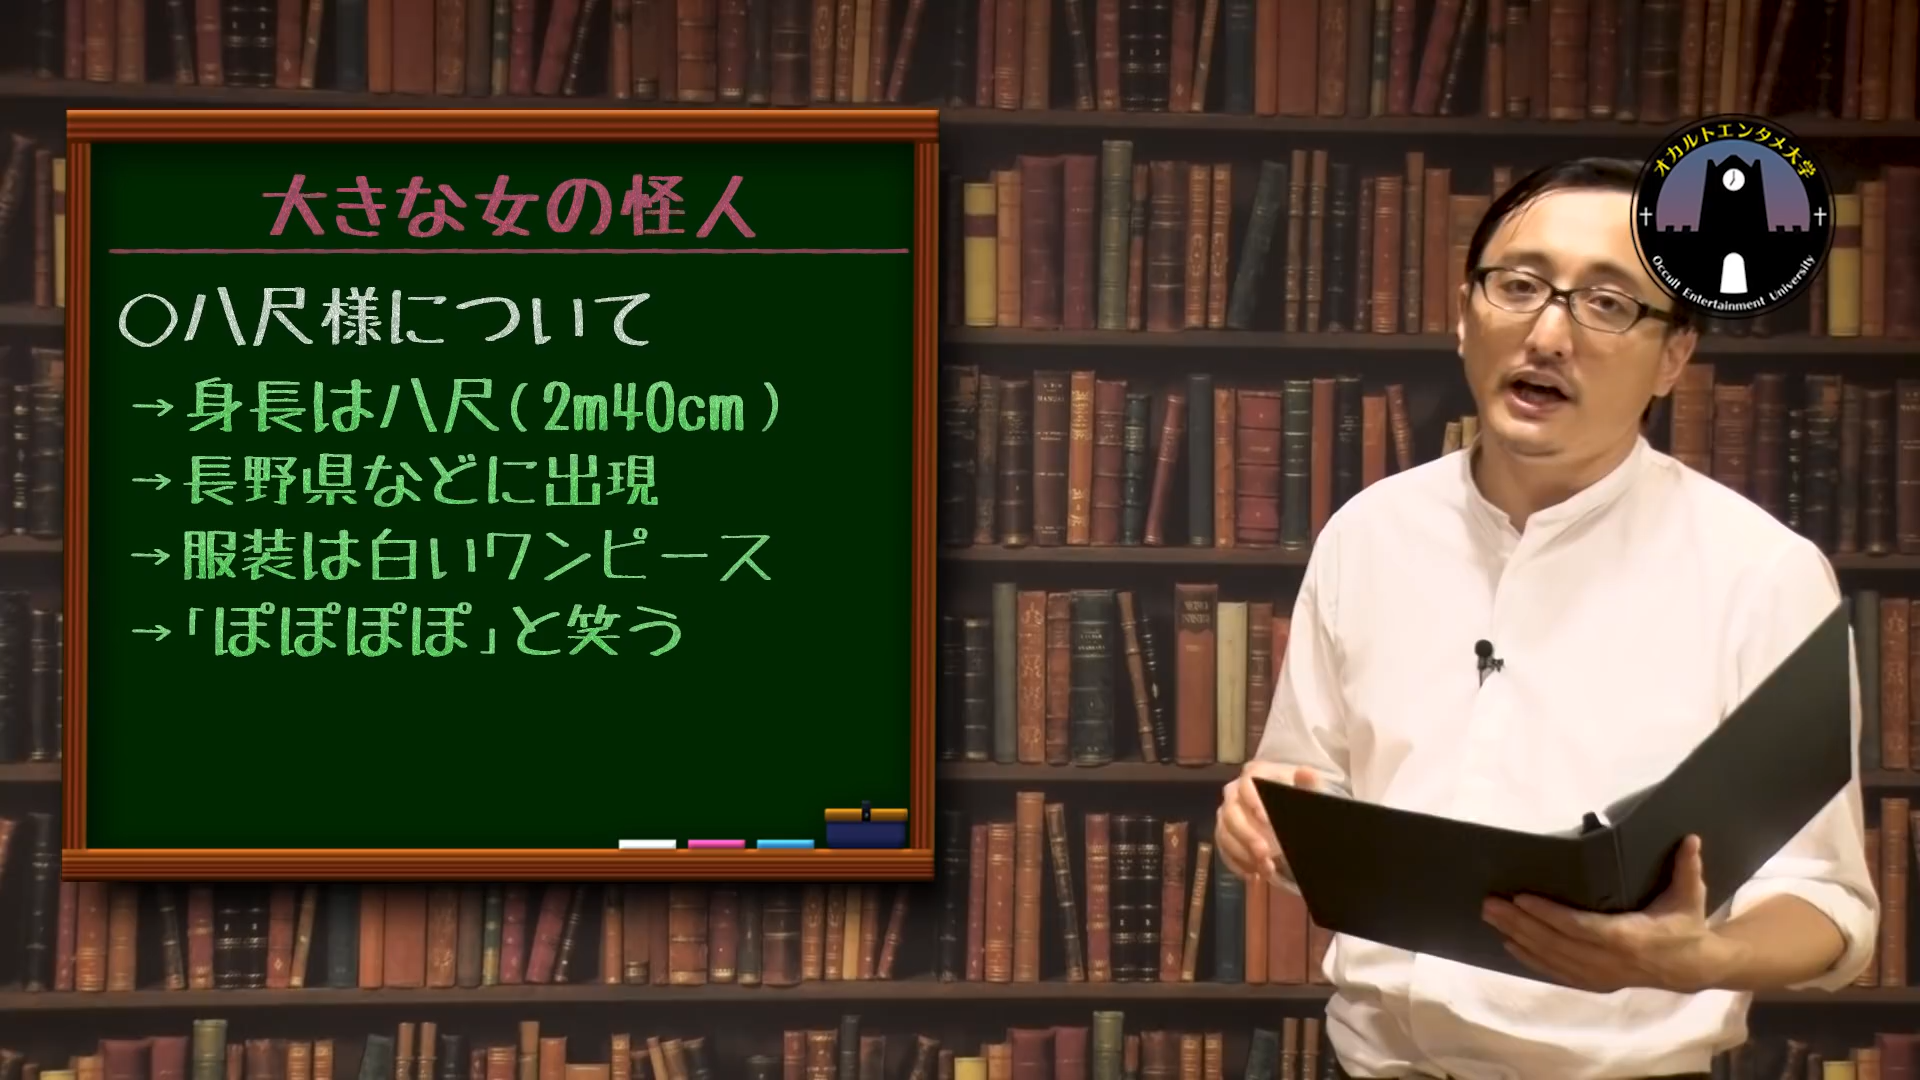 大きな女の怪人
○八尺様について
→身長は八尺(2m40cm)
→長野県などに出現
→服装は白いワンピース
→「ぽぽぽぽ」と笑う
オカルトエンタメ大学
Occult Entertainment University